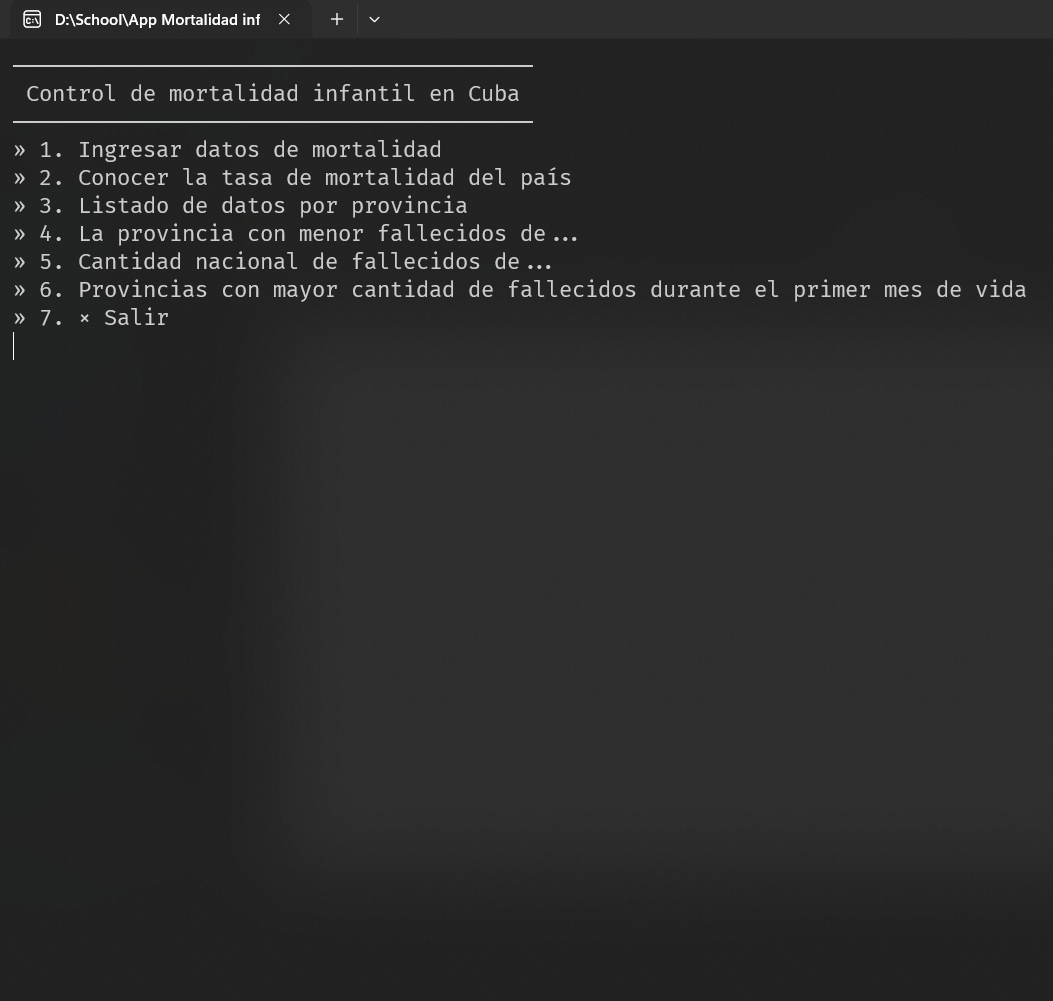 D:\School\App Mortalidad inf
Control de mortalidad infantil en Cuba
» 1. Ingresar datos de mortalidad
» 2. Conocer la tasa de mortalidad del país
» 3. Listado de datos por provincia
» 4. La provincia con menor fallecidos de...
» 5. Cantidad nacional de fallecidos de...
» 6. Provincias con mayor cantidad de fallecidos durante el primer mes de vida
» 7. × Salir